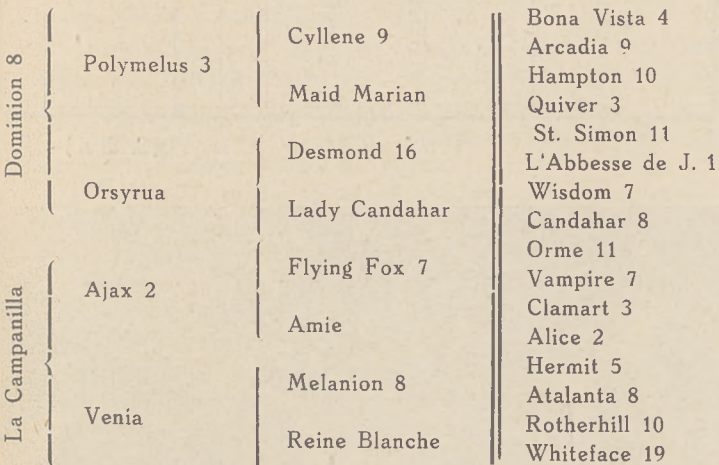 Dominion 8
La Campanilla
Polymelus 3
Orsyrua
Ajax 2
Venia
Cyllene 9
Maid Marian
Desmond 16
Lady Candahar
Flying Fox 7
Amie
Melanion 8
Reine Blanche
Bona Vista 4
Arcadia 9
Hampton 10
Quiver 3
St. Simon 11
L'Abbesse de J. 1
Wisdom 7
Candahar 8
Orme 11
Vampire 7
Clamart 3
Alice 2
Hermit 5
Atalanta 8
Rotherhill 10
Whiteface 19